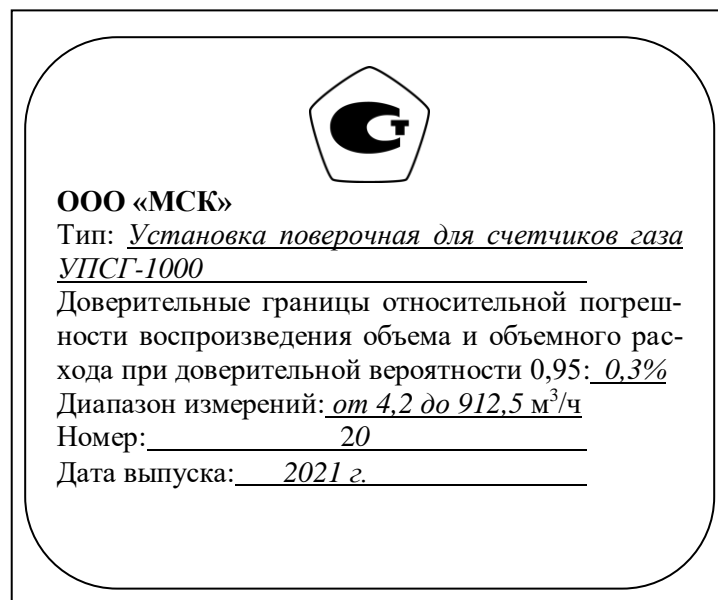 Ст
ООО «МСК»
Тип: Установка поверочная для счетчиков газа
УПСГ-1000
Доверительные границы относительной погреш-
ности воспроизведения объема и объемного рас-
хода при доверительной вероятности 0,95: 0,3%
Диапазон измерений: от 4,2 до 912,5 м³/ч
Номер: 20
Дата выпуска: 2021 г.